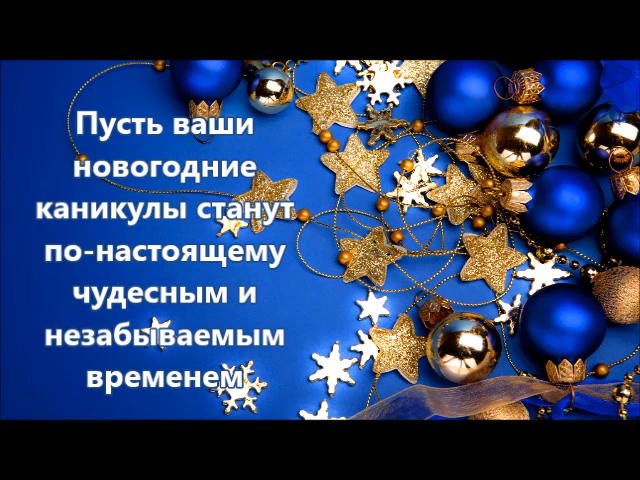 Пусть ваши
новогодние
каникулы станут
по-настоящему
чудесным и
незабываемым
временем